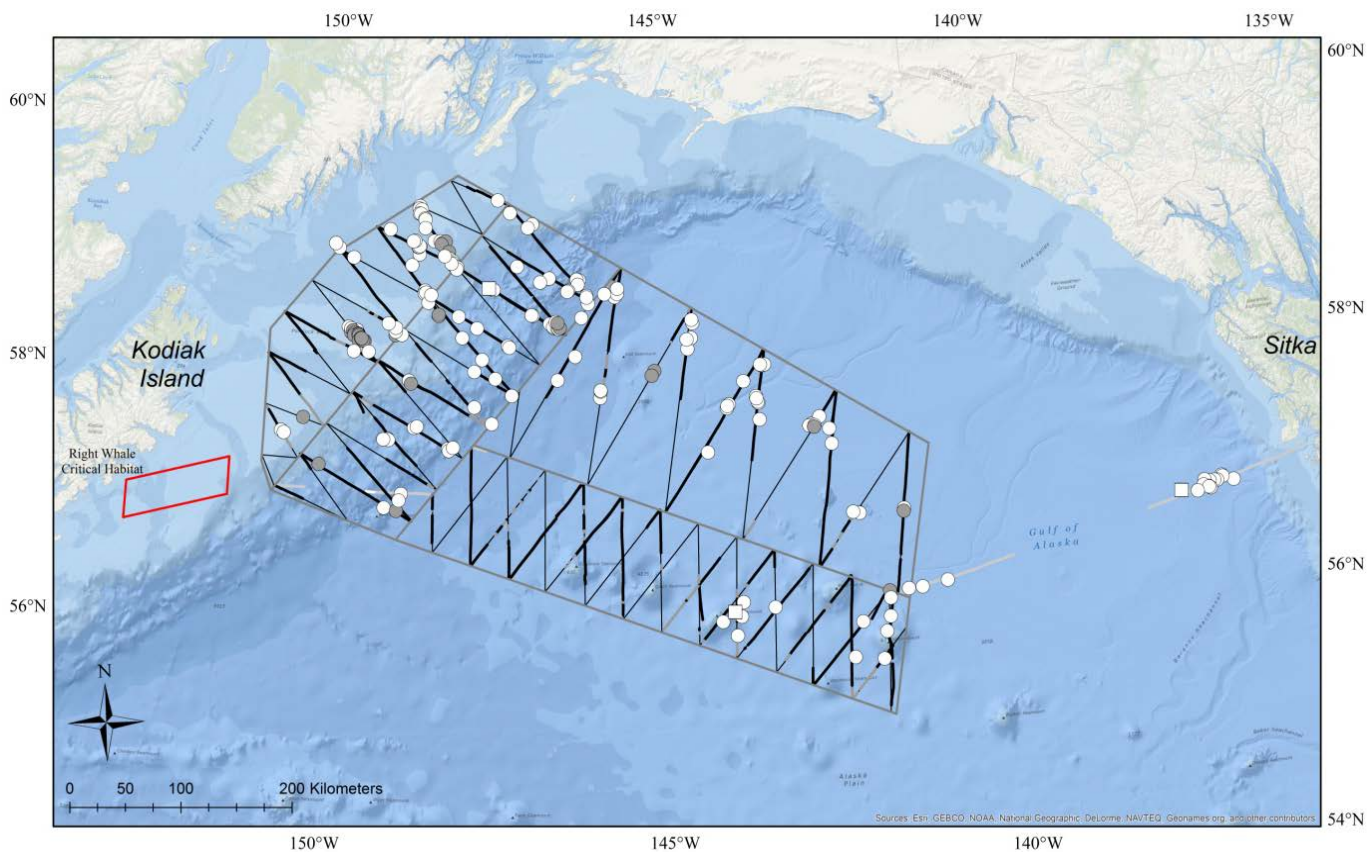 150°W 145°W 140°W 135°W
60°N
60°N
58°N
Kodiak
Island
Sitka
58°N
Right Whale
Critical Habitat
Gulf of
Alaska
56°N
56°N
N
Alaska
Plain
0 50 100 200 Kilometers
Sources: Esri, GEBCO, NOAA, National Geographic, DeLorme, NAVTEQ, Geonames.org, and other contributors
54°N
150°W 145°W 140°W